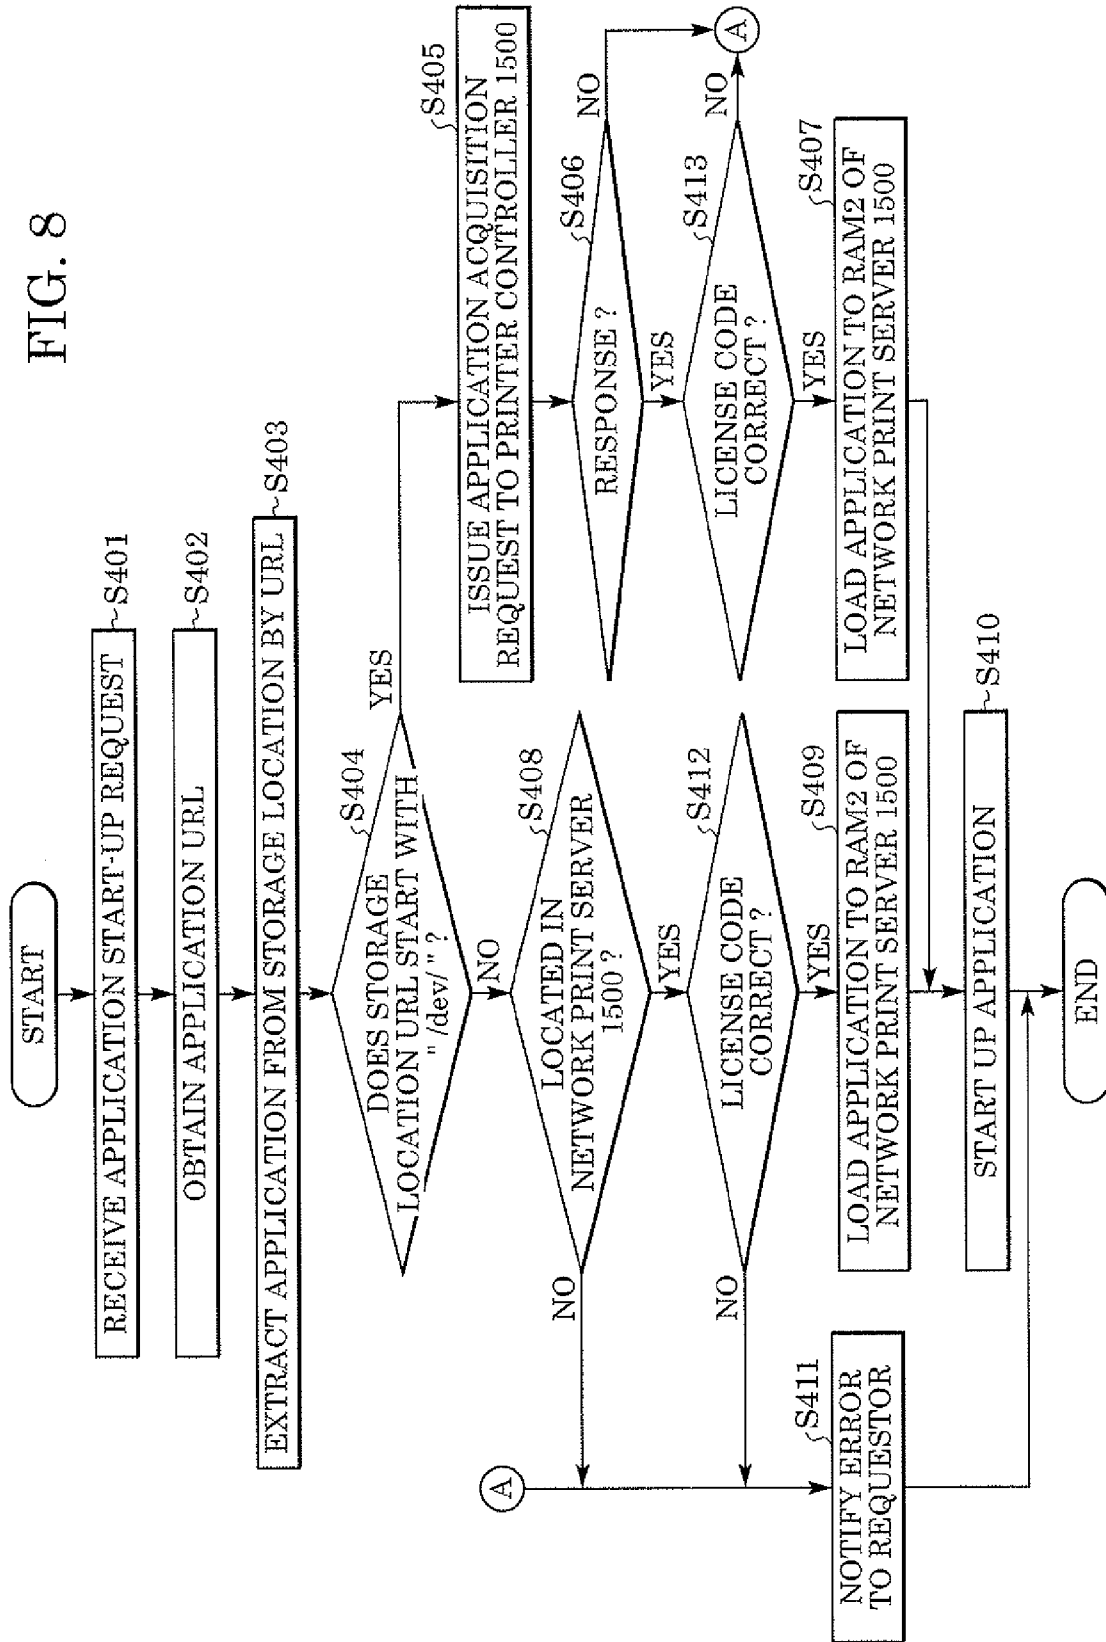 FIG. 8
START
RECEIVE APPLICATION START-UP REQUEST
S401
OBTAIN APPLICATION URL
S402
EXTRACT APPLICATION FROM STORAGE LOCATION BY URL
S403
DOES STORAGE
LOCATION URL START WITH
"/dev/"?
S404
YES
NO
ISSUE APPLICATION ACQUISITION
REQUEST TO PRINTER CONTROLLER 1500
S405
RESPONSE?
S406
NO
YES
A
LICENSE CODE
CORRECT?
S413
NO
YES
LOAD APPLICATION TO RAM2 OF
NETWORK PRINT SERVER 1500
S407
LOCATED IN
NETWORK PRINT SERVER
1500?
S408
NO
YES
LICENSE CODE
CORRECT?
S412
NO
YES
LOAD APPLICATION TO RAM2 OF
NETWORK PRINT SERVER 1500
S409
A
NOTIFY ERROR
TO REQUESTOR
S411
START UP APPLICATION
S410
END